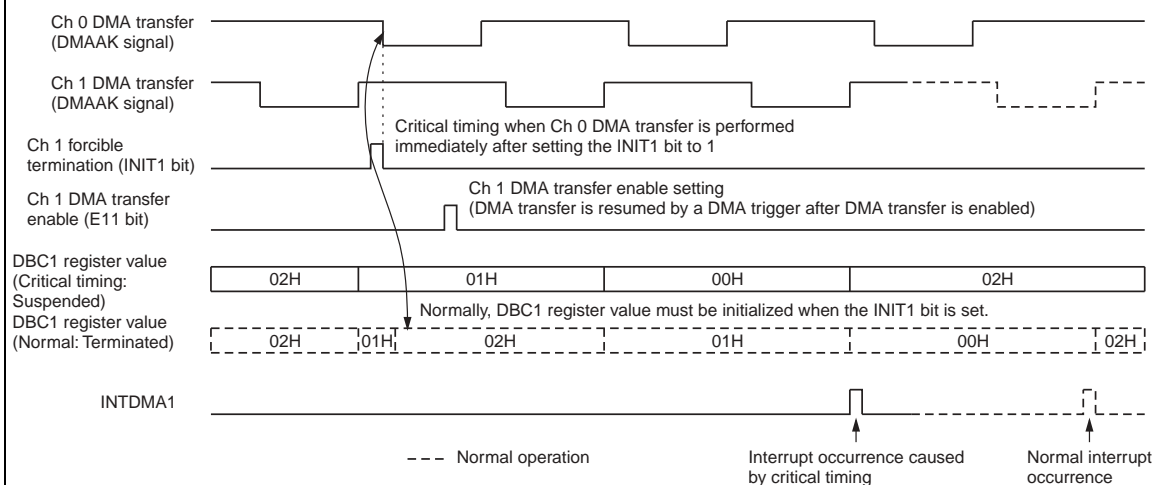 Ch 0 DMA transfer
(DMAAK signal)
Ch 1 DMA transfer
(DMAAK signal)
Critical timing when Ch 0 DMA transfer is performed
immediately after setting the INIT1 bit to 1
Ch 1 forcible
termination (INIT1 bit)
Ch 1 DMA transfer enable setting
(DMA transfer is resumed by a DMA trigger after DMA transfer is enabled)
Ch 1 DMA transfer
enable (E11 bit)
DBC1 register value
(Critical timing:
Suspended)
02H 01H 00H 02H
Normally, DBC1 register value must be initialized when the INIT1 bit is set.
DBC1 register value
(Normal: Terminated)
02H 01H 02H 01H 00H 02H
INTDMA1
Normal operation
Interrupt occurrence caused
by critical timing
Normal interrupt
occurrence